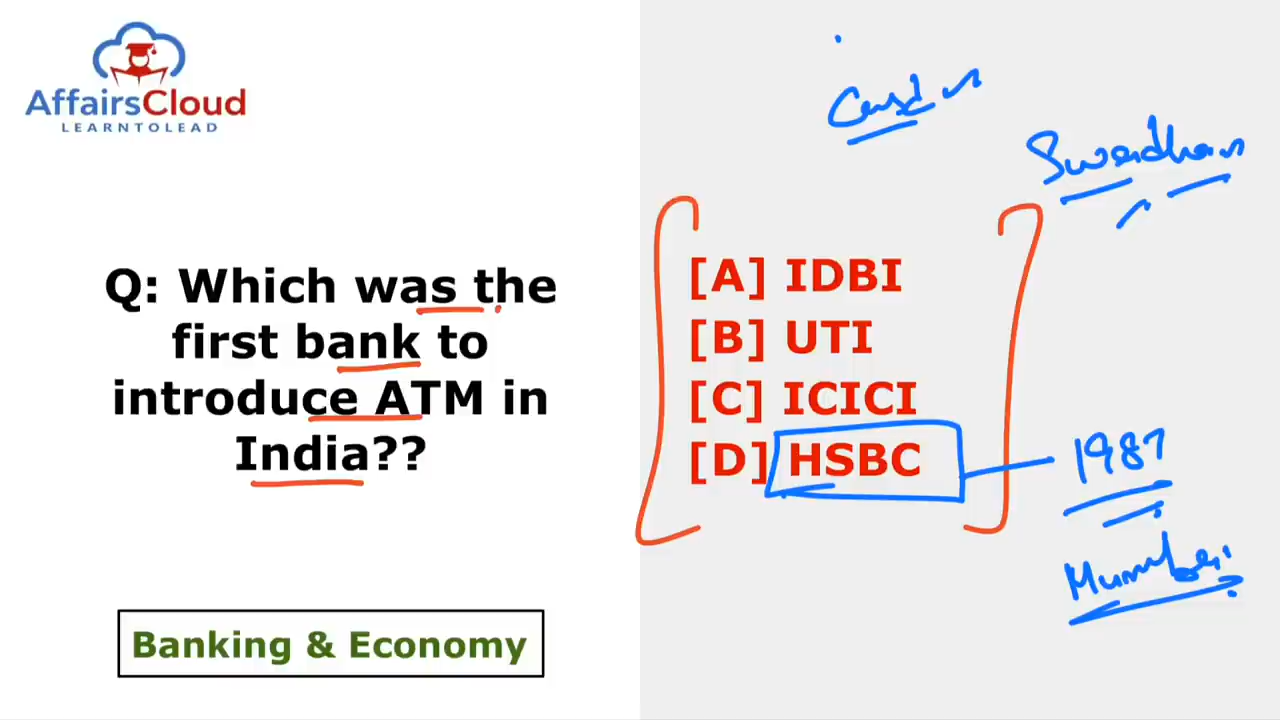 AffairsCloud
LEARNTOLEAD
Q: Which was the
first bank to
introduce ATM in
India??
Banking & Economy
Swadhan
[A] IDBI
[B] UTI
[C] ICICI
[D] HSBC
1987
Mumbai